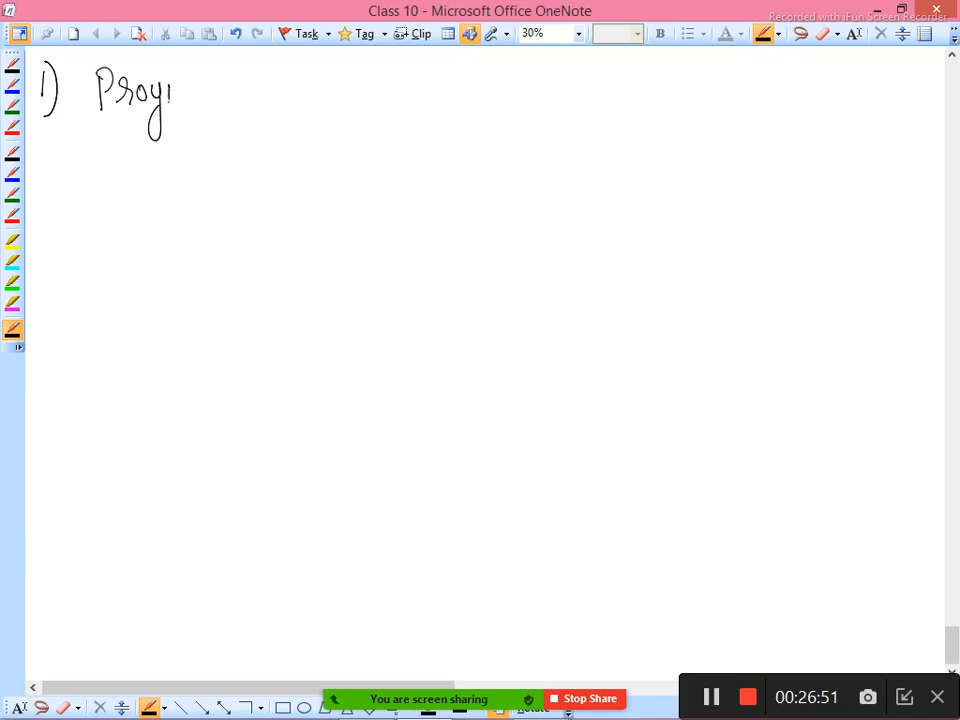 Class 10 - Microsoft Office OneNote
Recorded with iFun Screen Recorder
Task Tag Clip 30% B A A
1) Prog
A
You are screen sharing Stop Share
00:26:51